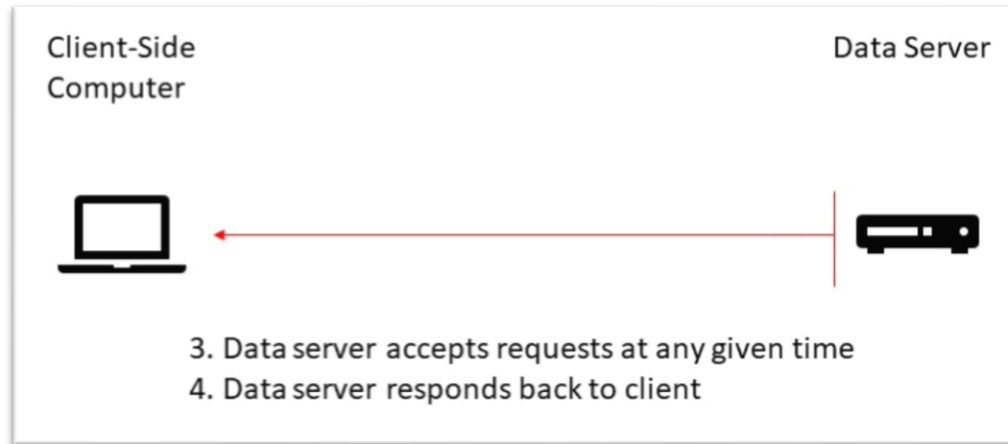 Client-Side
Computer
Data Server
3. Data server accepts requests at any given time
4. Data server responds back to client